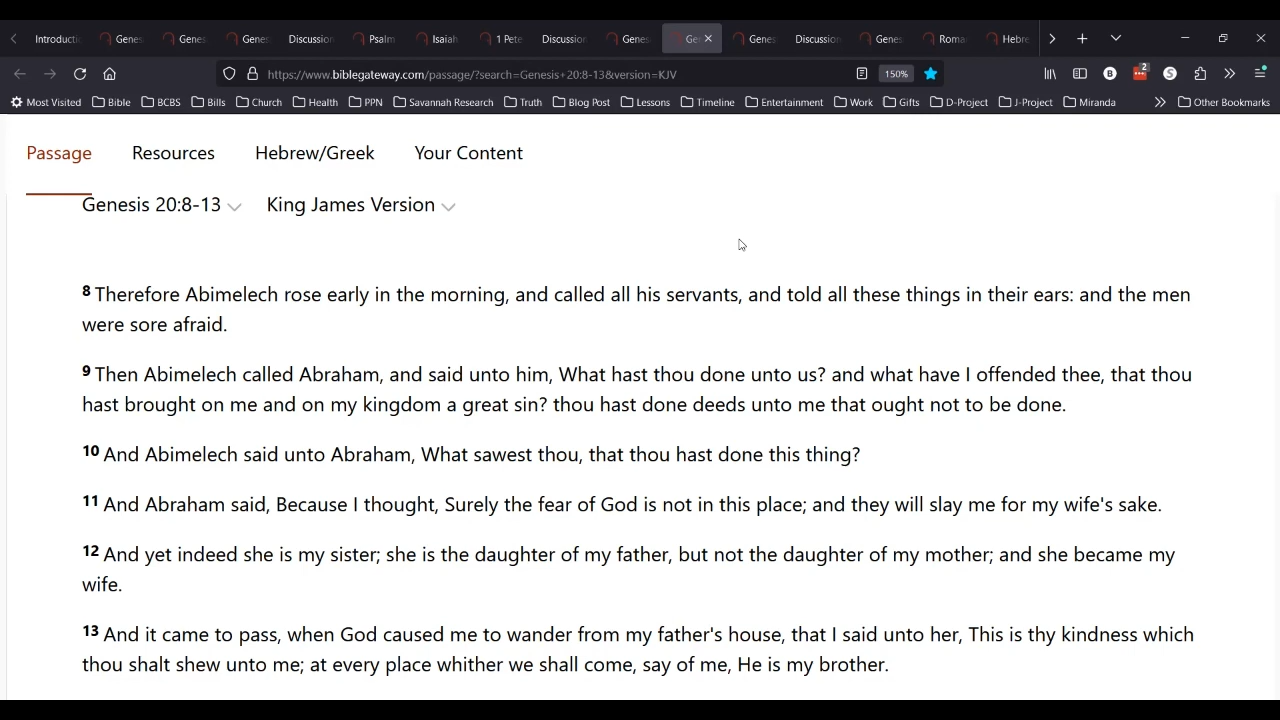 Introducti Genes Genes Genes Discussion Psalm Isaiah 1 Pete Discussion Genes Ge Genes Discussion Genes Roma Hebre
https://www.biblegateway.com/passage/?search=Genesis+20:8-13&version=KJV 150% 2
Most Visited Bible BCBS Bills Church Health PPN Savannah Research Truth Blog Post Lessons Timeline Entertainment Work Gifts D-Project J-Project Miranda Other Bookmarks
Passage Resources Hebrew/Greek Your Content
Genesis 20:8-13 King James Version
8 Therefore Abimelech rose early in the morning, and called all his servants, and told all these things in their ears: and the men
were sore afraid.
9 Then Abimelech called Abraham, and said unto him, What hast thou done unto us? and what have I offended thee, that thou
hast brought on me and on my kingdom a great sin? thou hast done deeds unto me that ought not to be done.
10 And Abimelech said unto Abraham, What sawest thou, that thou hast done this thing?
11 And Abraham said, Because I thought, Surely the fear of God is not in this place; and they will slay me for my wife's sake.
12 And yet indeed she is my sister; she is the daughter of my father, but not the daughter of my mother; and she became my
wife.
13 And it came to pass, when God caused me to wander from my father's house, that I said unto her, This is thy kindness which
thou shalt shew unto me; at every place whither we shall come, say of me, He is my brother.